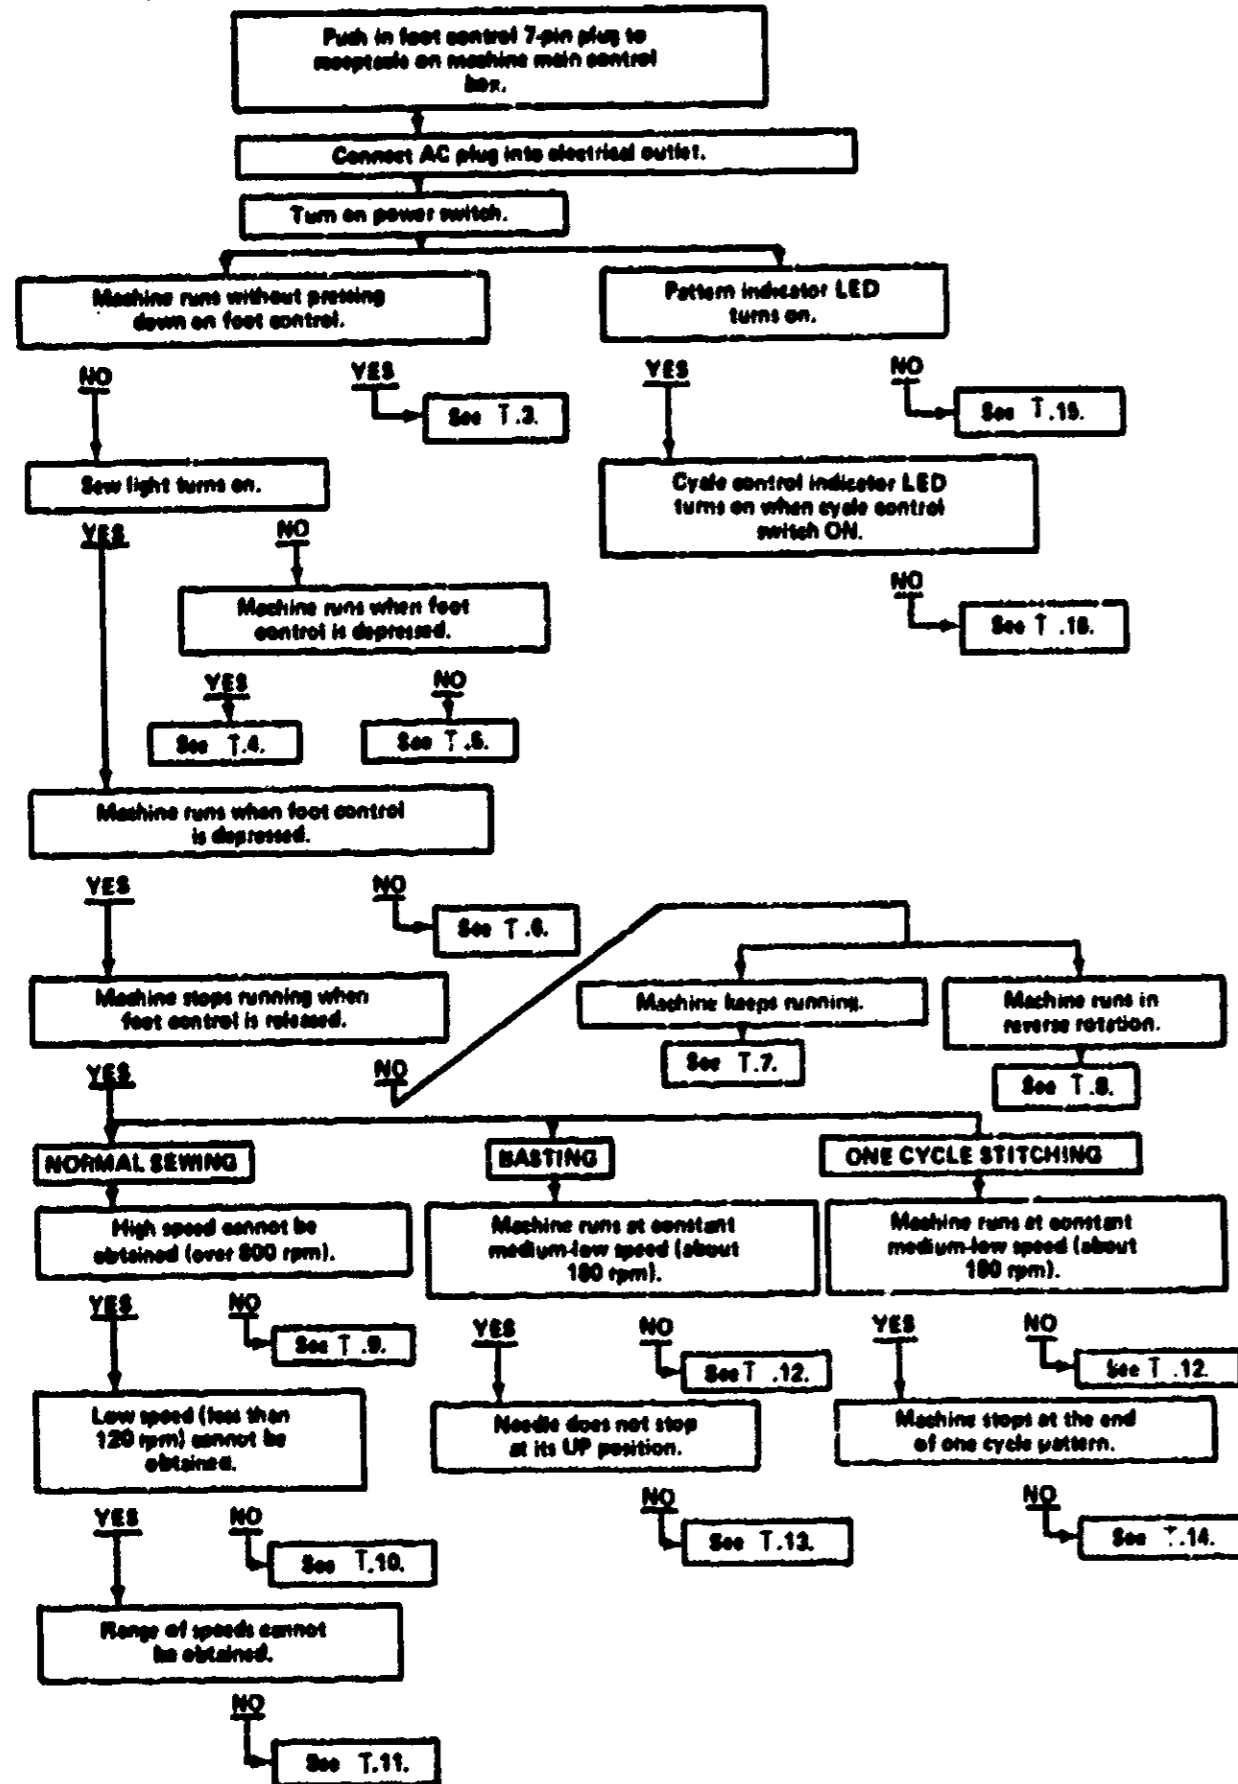 Push in foot control 7-pin plug to
receptacle on machine main control
box.
Connect AC plug into electrical outlet.
Turn on power switch.
Machine runs without pressing
down on foot control.
Pattern indicator LED
turns on.
NO
YES
See T.3.
YES
NO
See T.15.
Sew light turns on.
Cycle control indicator LED
turns on when cycle control
switch ON.
YES
NO
NO
See T.16.
Machine runs when foot
control is depressed.
YES
NO
See T.4.
See T.5.
Machine runs when foot control
is depressed.
YES
NO
See T.6.
Machine stops running when
foot control is released.
Machine keeps running.
Machine runs in
reverse rotation.
See T.7.
See T.8.
YES
NO
NORMAL SEWING
BASTING
ONE CYCLE STITCHING
High speed cannot be
obtained (over 800 rpm).
Machine runs at constant
medium-low speed (about
180 rpm).
Machine runs at constant
medium-low speed (about
180 rpm).
YES
NO
See T.9.
YES
NO
See T.12.
YES
NO
See T.12.
Low speed (less than
120 rpm) cannot be
obtained.
Needle does not stop
at its UP position.
Machine stops at the end
of one cycle pattern.
YES
NO
See T.10.
NO
See T.13.
NO
See T.14.
Range of speeds cannot
be obtained.
NO
See T.11.